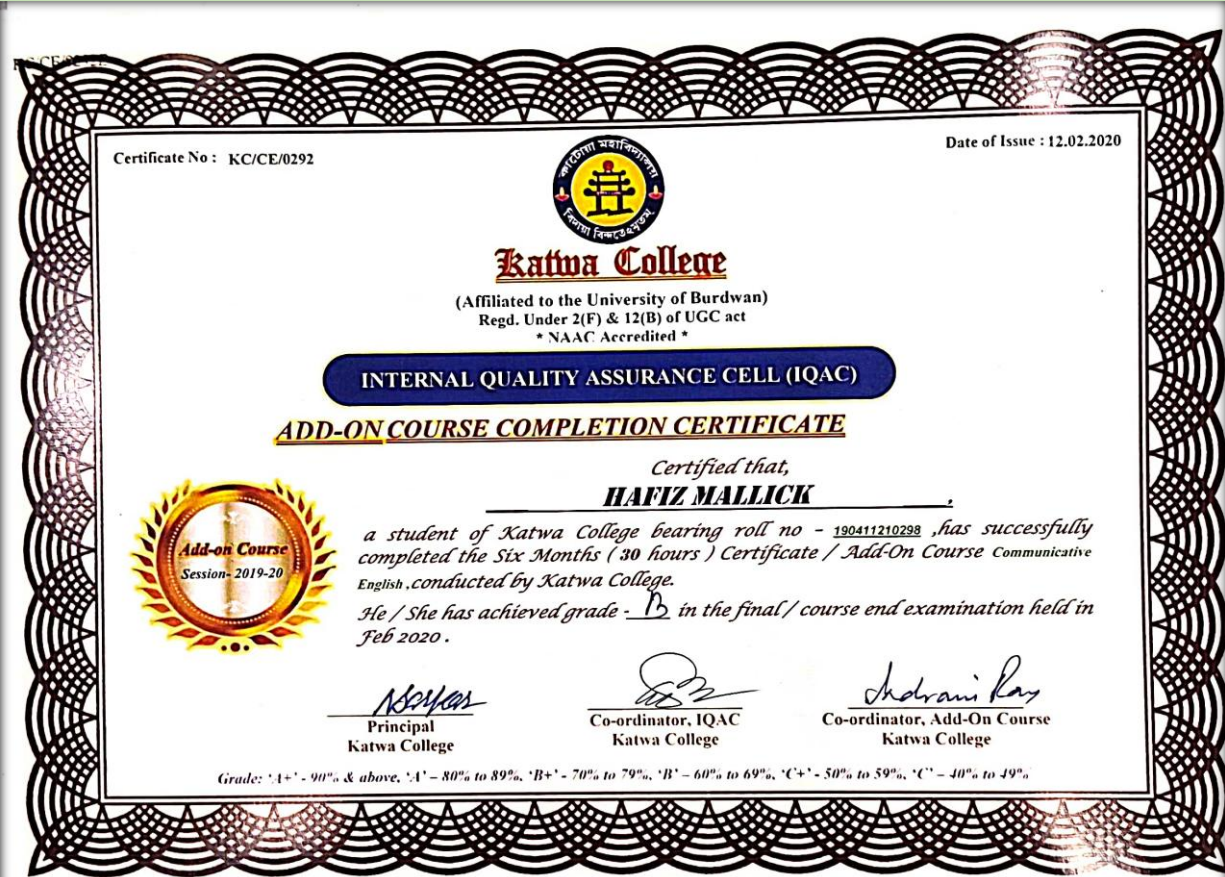 Certificate No : KC/CE/0292
Date of Issue : 12.02.2020
কাটোয়া মহাবিদ্যালয়
Katwa College
(Affiliated to the University of Burdwan)
Regd. Under 2(F) & 12(B) of UGC act
* NAAC Accredited *
INTERNAL QUALITY ASSURANCE CELL (IQAC)
ADD-ON COURSE COMPLETION CERTIFICATE
Certified that,
HAFIZ MALLICK ,
a student of Katwa College bearing roll no - 190411210298 ,has successfully
completed the Six Months ( 30 hours ) Certificate / Add-On Course Communicative
English , conducted by Katwa College.
He / She has achieved grade - B in the final / course end examination held in
Feb 2020 .
Add-on Course
Session- 2019-20
Indrani Ray
Principal
Katwa College
Co-ordinator, IQAC
Katwa College
Co-ordinator, Add-On Course
Katwa College
Grade: 'A+' - 90% & above, 'A' – 80% to 89%, 'B+' - 70% to 79%, 'B' – 60% to 69%, 'C+' - 50% to 59%, 'C' – 40% to 49%